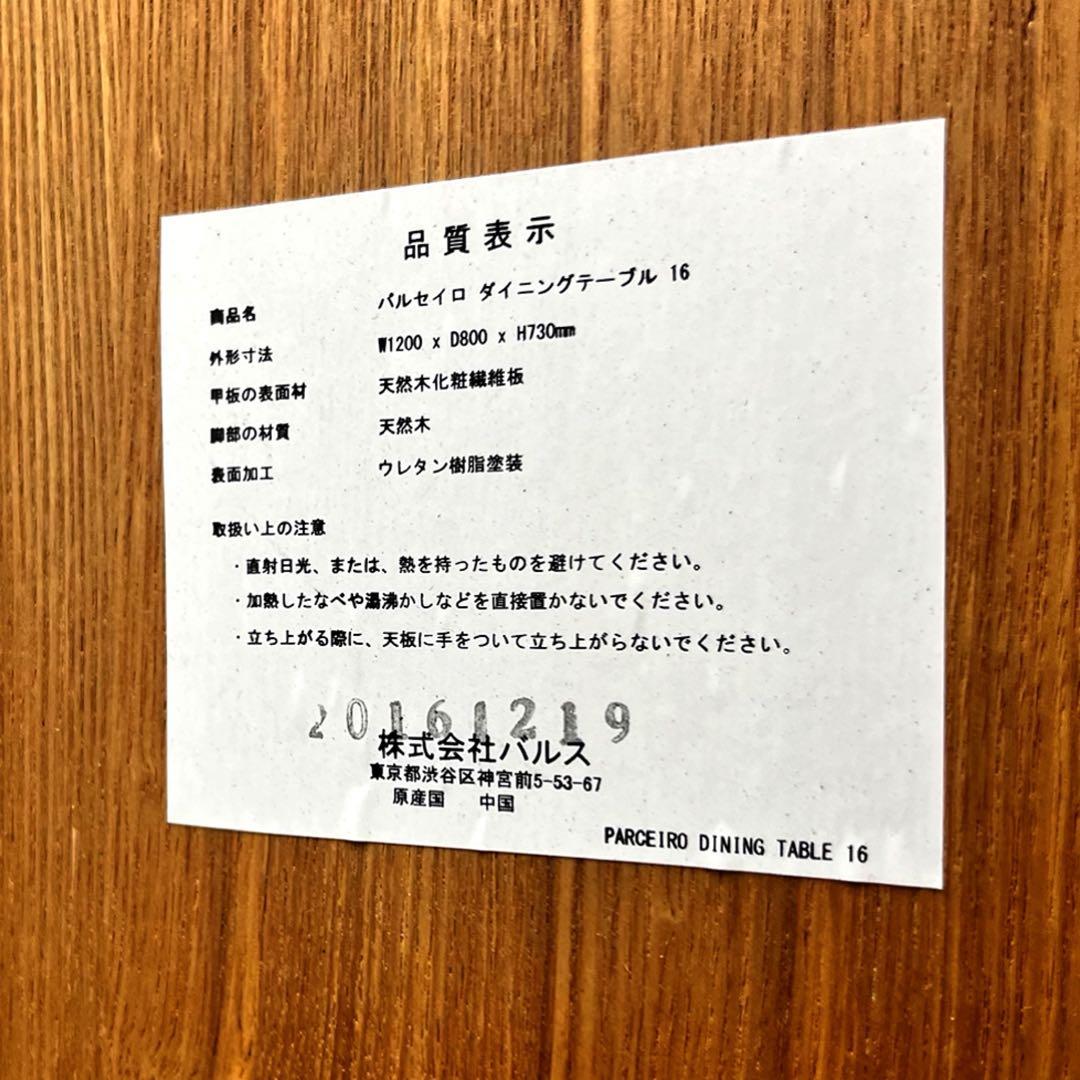 品質表示
商品名 パルセイロ ダイニングテーブル 16
外形寸法 W1200 x D800 x H730mm
甲板の表面材 天然木化粧繊維板
脚部の材質 天然木
表面加工 ウレタン樹脂塗装
取扱い上の注意
・直射日光、または、熱を持ったものを避けてください。
・加熱したなべや湯沸かしなどを直接置かないでください。
・立ち上がる際に、天板に手をついて立ち上がらないでください。
20161219
株式会社バルス
東京都渋谷区神宮前5-53-67
原産国 中国
PARCEIRO DINING TABLE 16